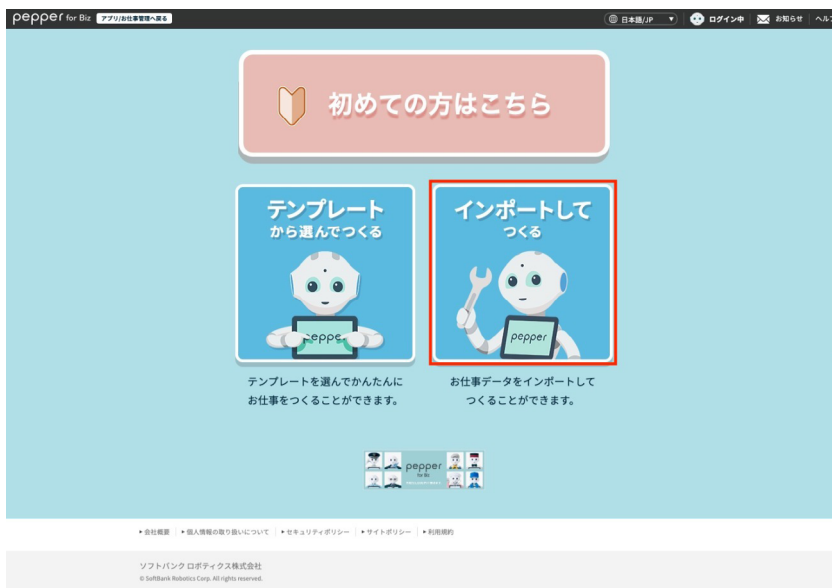 pepper for Biz アプリ/お仕事管理へ戻る 日本語/JP ▼ ログイン中 お知らせ ヘルプ
初めての方はこちら
テンプレート
から選んでつくる
pepper
インポートして
つくる
pepper
テンプレートを選んでかんたんに
お仕事をつくることができます。
お仕事データをインポートして
つくることができます。
pepper
for Biz
▶会社概要 ▶個人情報の取り扱いについて ▶セキュリティポリシー ▶サイトポリシー ▶利用規約
ソフトバンク ロボティクス株式会社
© SoftBank Robotics Corp. All rights reserved.